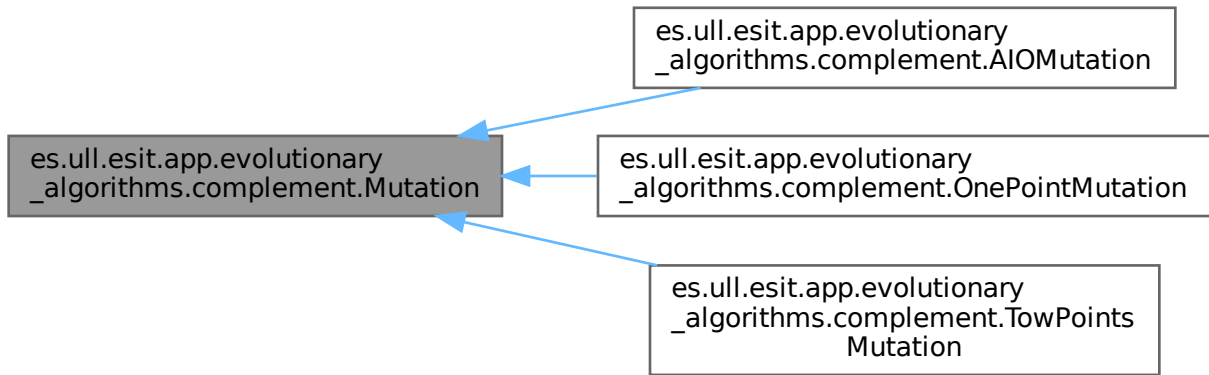 es.ull.esit.app.evolutionary
_algorithms.complement.Mutation
es.ull.esit.app.evolutionary
_algorithms.complement.AIOMutation
es.ull.esit.app.evolutionary
_algorithms.complement.OnePointMutation
es.ull.esit.app.evolutionary
_algorithms.complement.TowPoints
Mutation